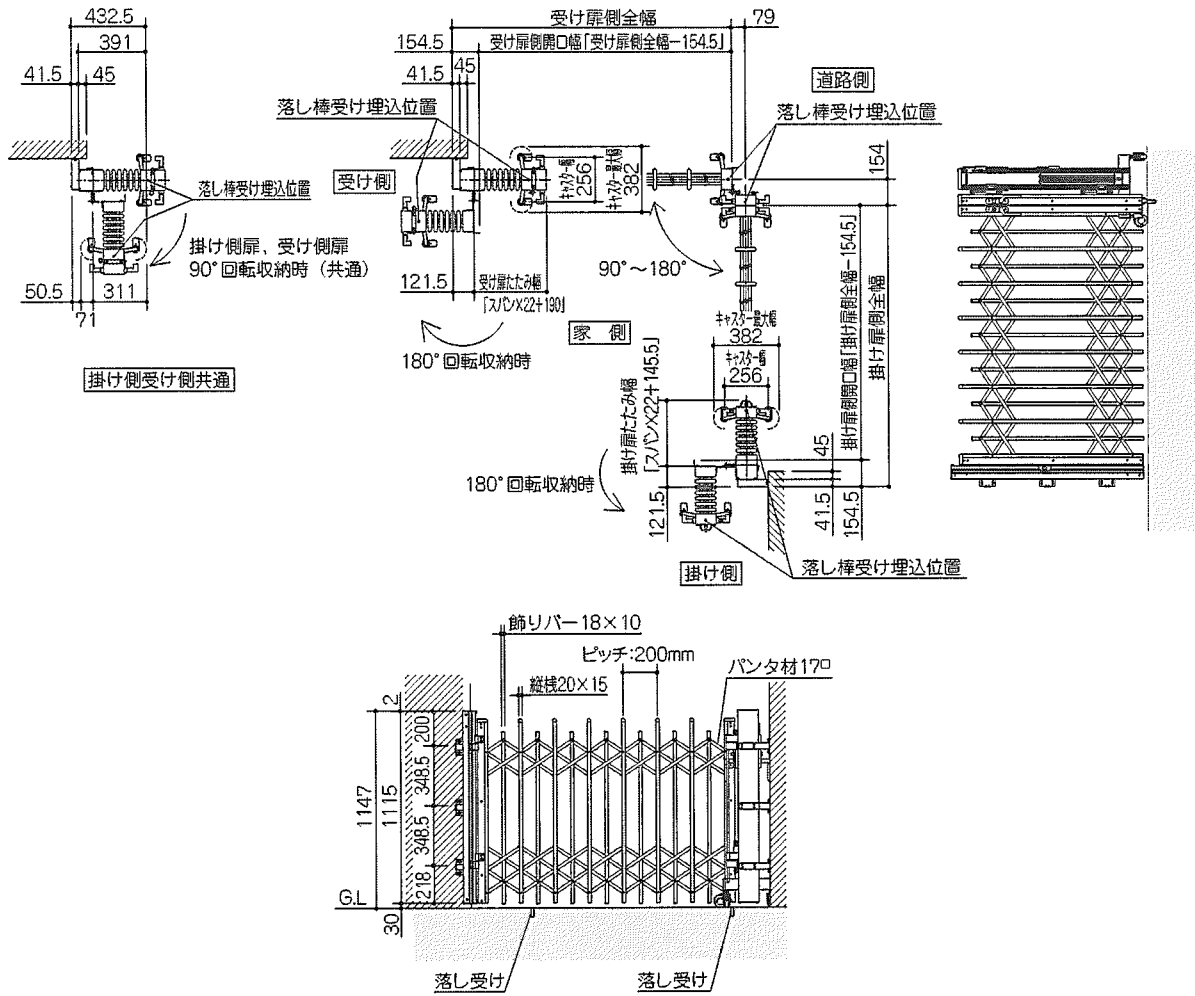 432.5
391
41.5
45
落し棒受け埋込位置
掛け側扉、受け側扉
90°回転収納時（共通）
50.5
311
71
掛け側受け側共通
受け扉側全幅
79
154.5
受け扉側開口幅「受け扉側全幅−154.5」
41.5
45
落し棒受け埋込位置
受け側
キャスター幅
256
キャスター最大幅
382
121.5
受け扉たたみ幅
「スパン×22+190」
180°回転収納時
家　側
道路側
落し棒受け埋込位置
154
90°～180°
掛け扉側開口幅「掛け扉側全幅−154.5」
掛け扉側全幅
キャスター最大幅
382
キャスター幅
256
掛け扉たたみ幅
「スパン×22+145.5」
180°回転収納時
121.5
45
41.5
154.5
掛け側
落し棒受け埋込位置
飾りバー18×10
ピッチ:200mm
縦桟20×15
パンタ材17□
2
200
348.5
348.5
218
1147
1115
G.L
30
落し受け
落し受け